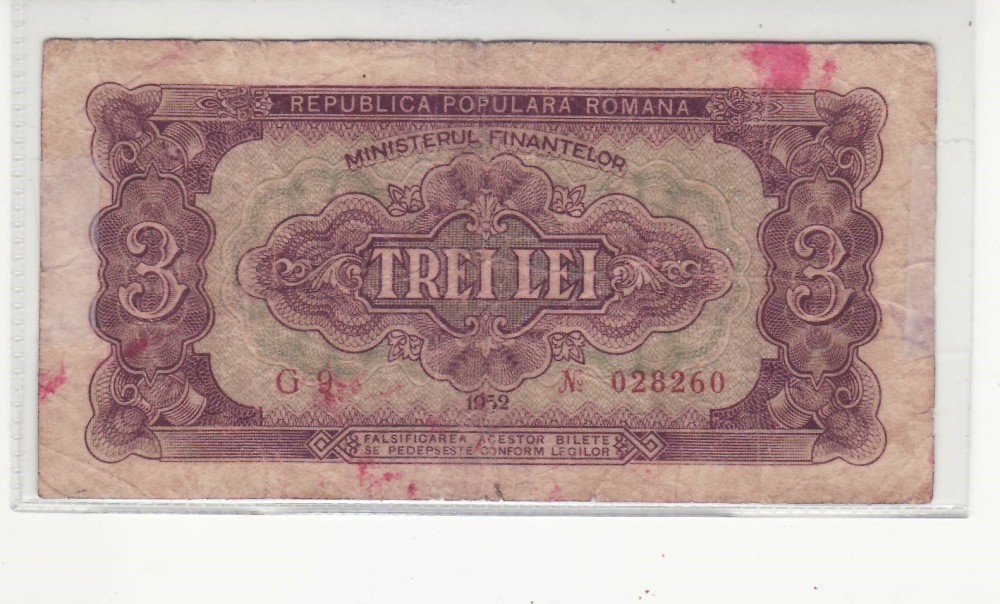 REPUBLICA POPULARA ROMANA
MINISTERUL FINANTELOR
3 TREI LEI 3
G 9 № 028260
1952
FALSIFICAREA ACESTOR BILETE
SE PEDEPSESTE CONFORM LEGILOR